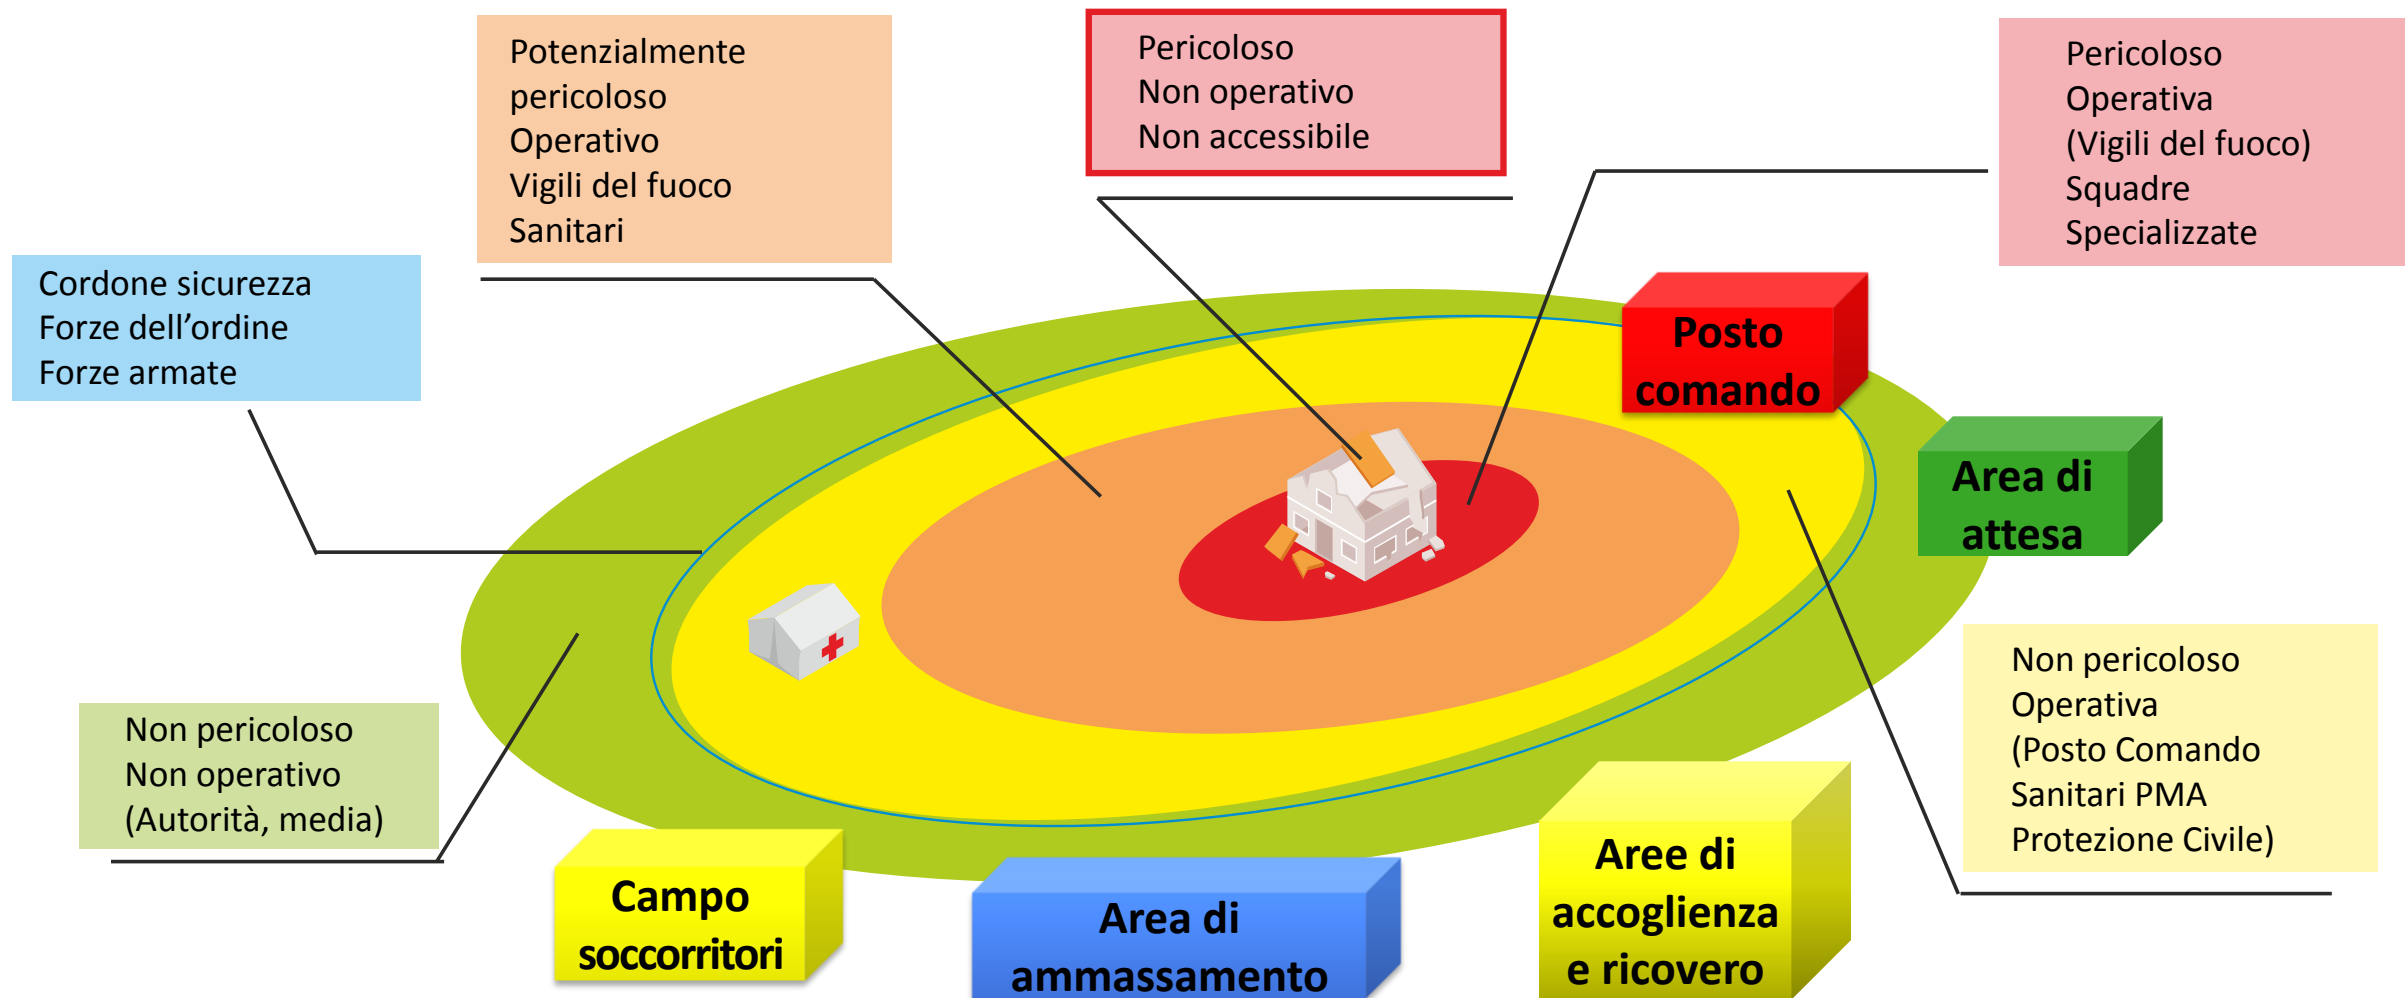 Potenzialmente
pericoloso
Operativo
Vigili del fuoco
Sanitari
Pericoloso
Non operativo
Non accessibile
Pericoloso
Operativa
(Vigili del fuoco)
Squadre
Specializzate
Cordone sicurezza
Forze dell’ordine
Forze armate
Posto
comando
Area di
attesa
Non pericoloso
Operativa
(Posto Comando
Sanitari PMA
Protezione Civile)
Non pericoloso
Non operativo
(Autorità, media)
Campo
soccorritori
Area di
ammassamento
Aree di
accoglienza
e ricovero